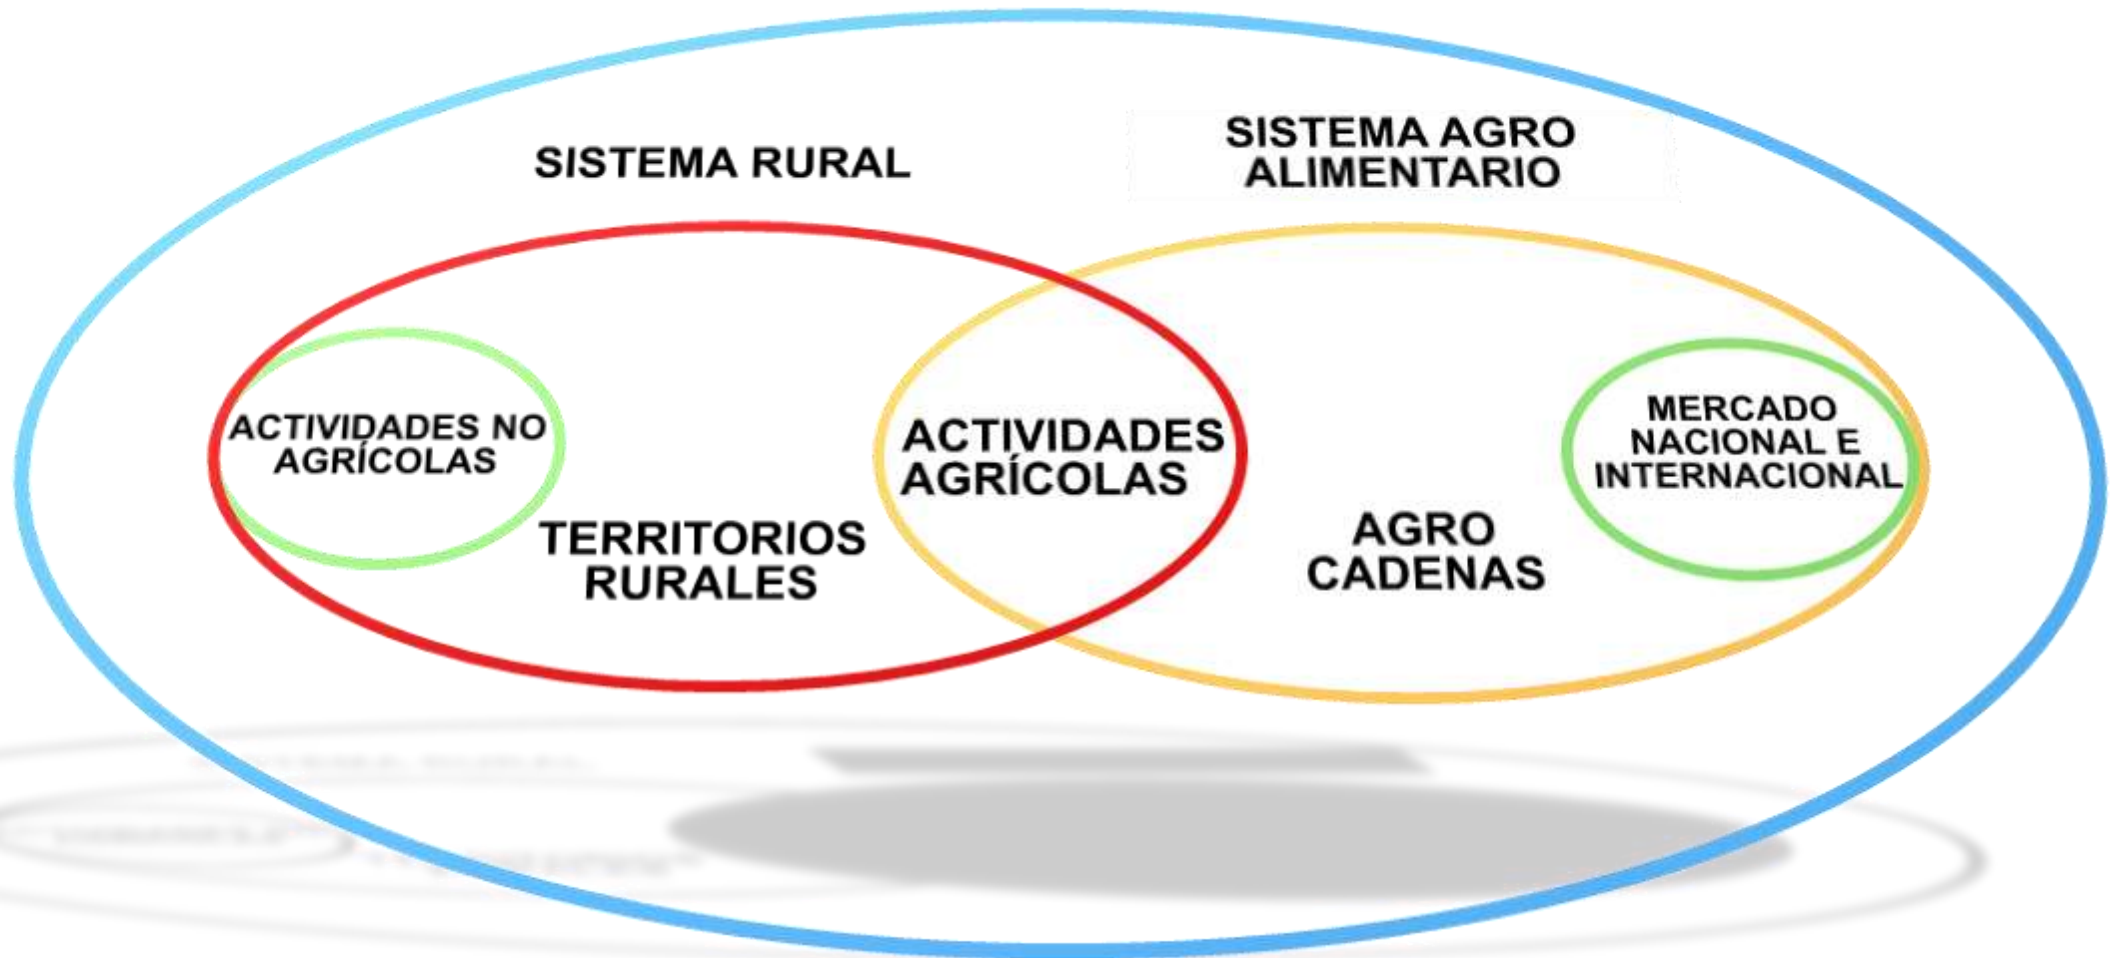 SISTEMA RURAL
SISTEMA AGRO
ALIMENTARIO
ACTIVIDADES NO
AGRÍCOLAS
TERRITORIOS
RURALES
ACTIVIDADES
AGRÍCOLAS
AGRO
CADENAS
MERCADO
NACIONAL E
INTERNACIONAL